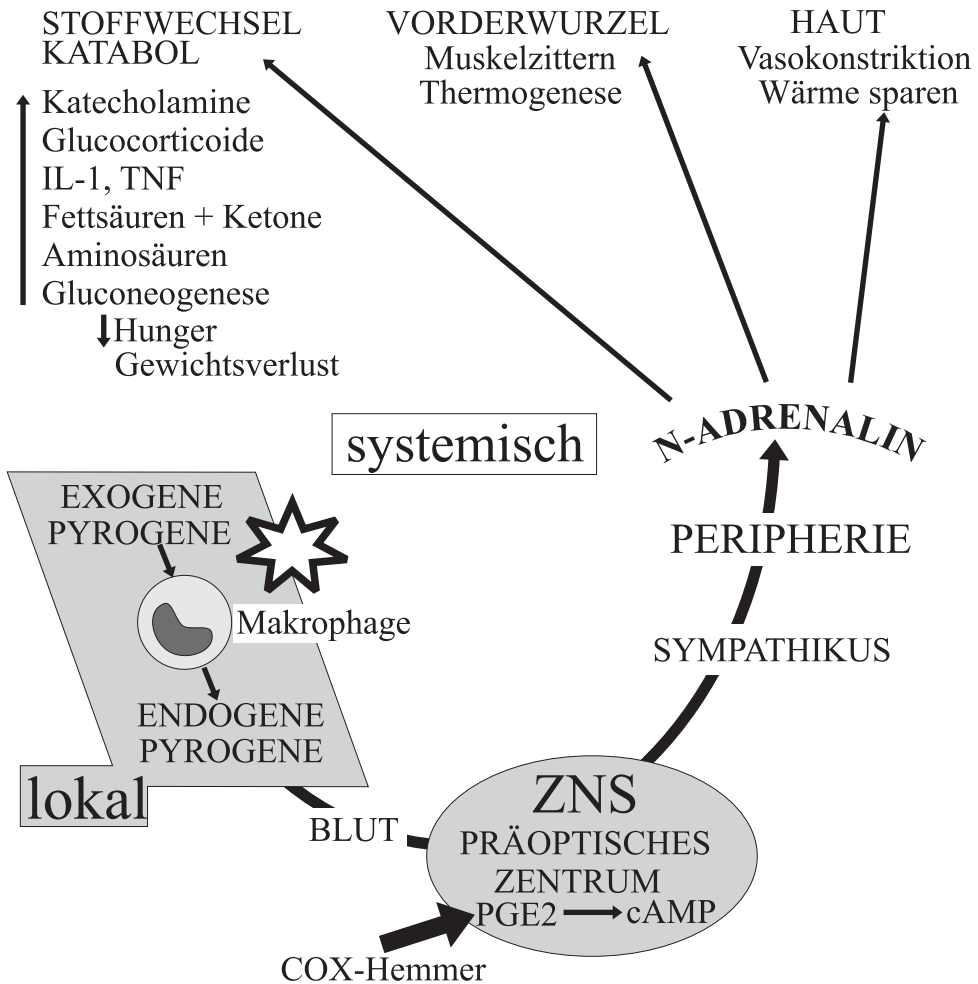 STOFFWECHSEL
KATABOL
Katecholamine
Glucocorticoide
IL-1, TNF
Fettsäuren + Ketone
Aminosäuren
Gluconeogenese
Hunger
Gewichtsverlust
VORDERWURZEL
Muskelzittern
Thermogenese
HAUT
Vasokonstriktion
Wärme sparen
N-ADRENALIN
systemisch
PERIPHERIE
SYMPATHIKUS
EXOGENE
PYROGENE
Makrophage
ENDOGENE
PYROGENE
lokal
BLUT
ZNS
PRÄOPTISCHES
ZENTRUM
PGE2 cAMP
COX-Hemmer